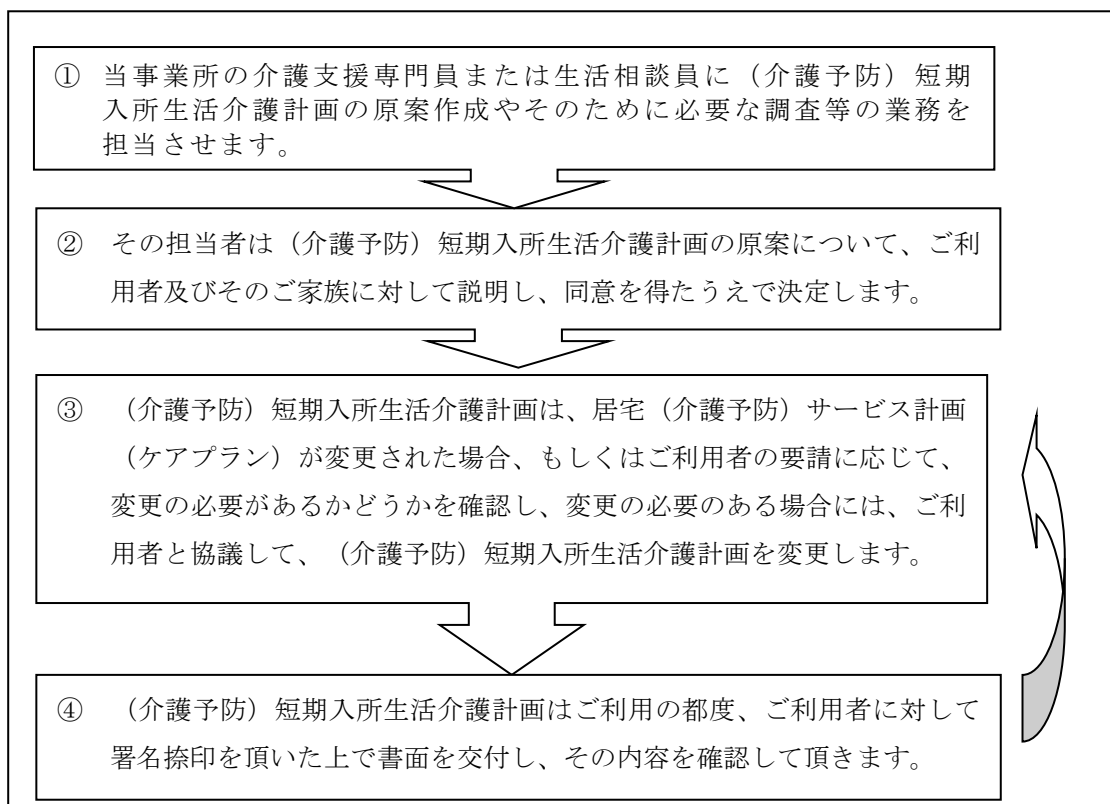 ① 当事業所の介護支援専門員または生活相談員に（介護予防）短期
入所生活介護計画の原案作成やそのために必要な調査等の業務を
担当させます。
② その担当者は（介護予防）短期入所生活介護計画の原案について、ご利
用者及びそのご家族に対して説明し、同意を得たうえで決定します。
③ （介護予防）短期入所生活介護計画は、居宅（介護予防）サービス計画
（ケアプラン）が変更された場合、もしくはご利用者の要請に応じて、
変更の必要があるかどうかを確認し、変更の必要のある場合には、ご利
用者と協議して、（介護予防）短期入所生活介護計画を変更します。
④ （介護予防）短期入所生活介護計画はご利用の都度、ご利用者に対して
署名捺印を頂いた上で書面を交付し、その内容を確認して頂きます。